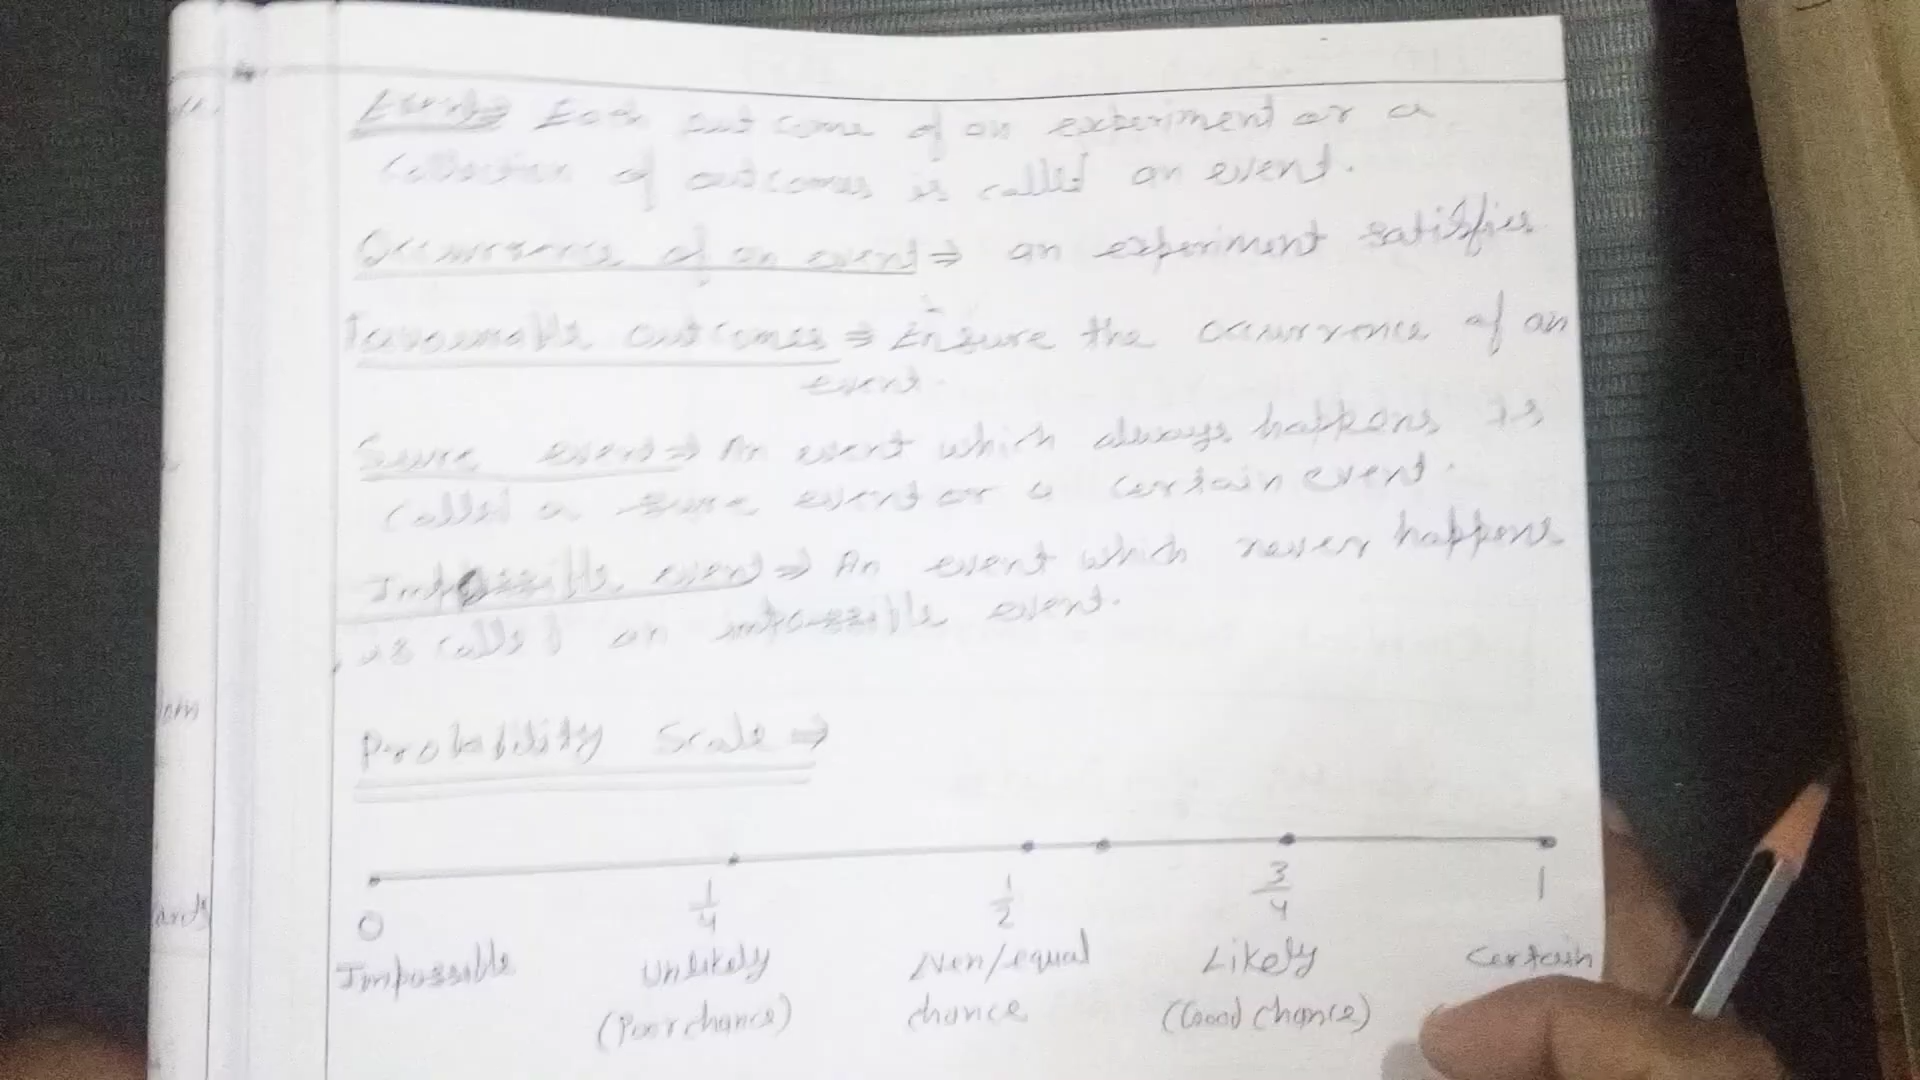 Event ⇒ Each outcome of an experiment or a
Collection of outcomes is called an event.
Occurrence of an event ⇒ an experiment satisfies
Favourable outcomes ⇒ Ensure the occurrence of an
event.
Sure event ⇒ An event which always happens is
called a sure event or a certain event.
Impossible event ⇒ An event which never happens
is called an impossible event.
Probability Scale ⇒
0 1/4 1/2 3/4 1
Impossible Unlikely Even/equal Likely Certain
(Poor chance) chance (Good chance)